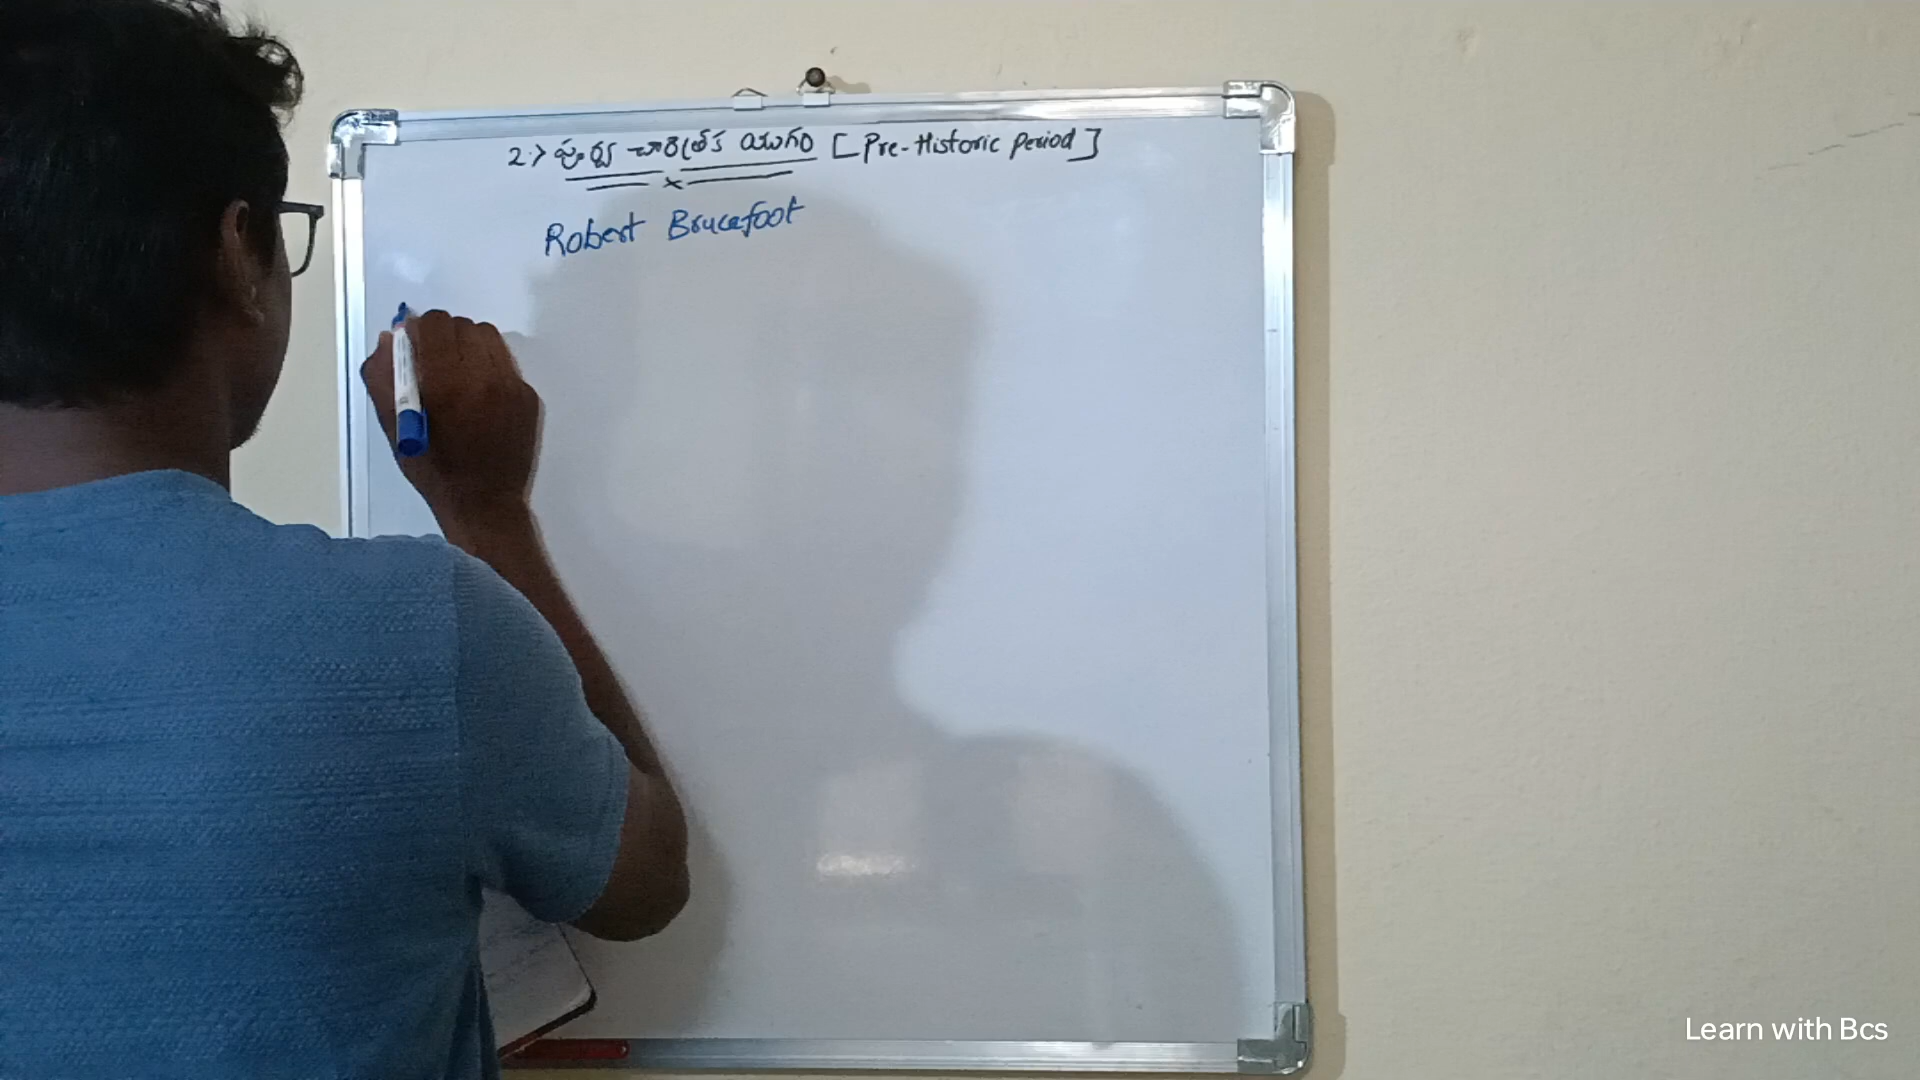 2.> పూర్వ చారిత్రక యుగం [Pre-Historic Period]
Robert Brucefoot
Learn with Bcs